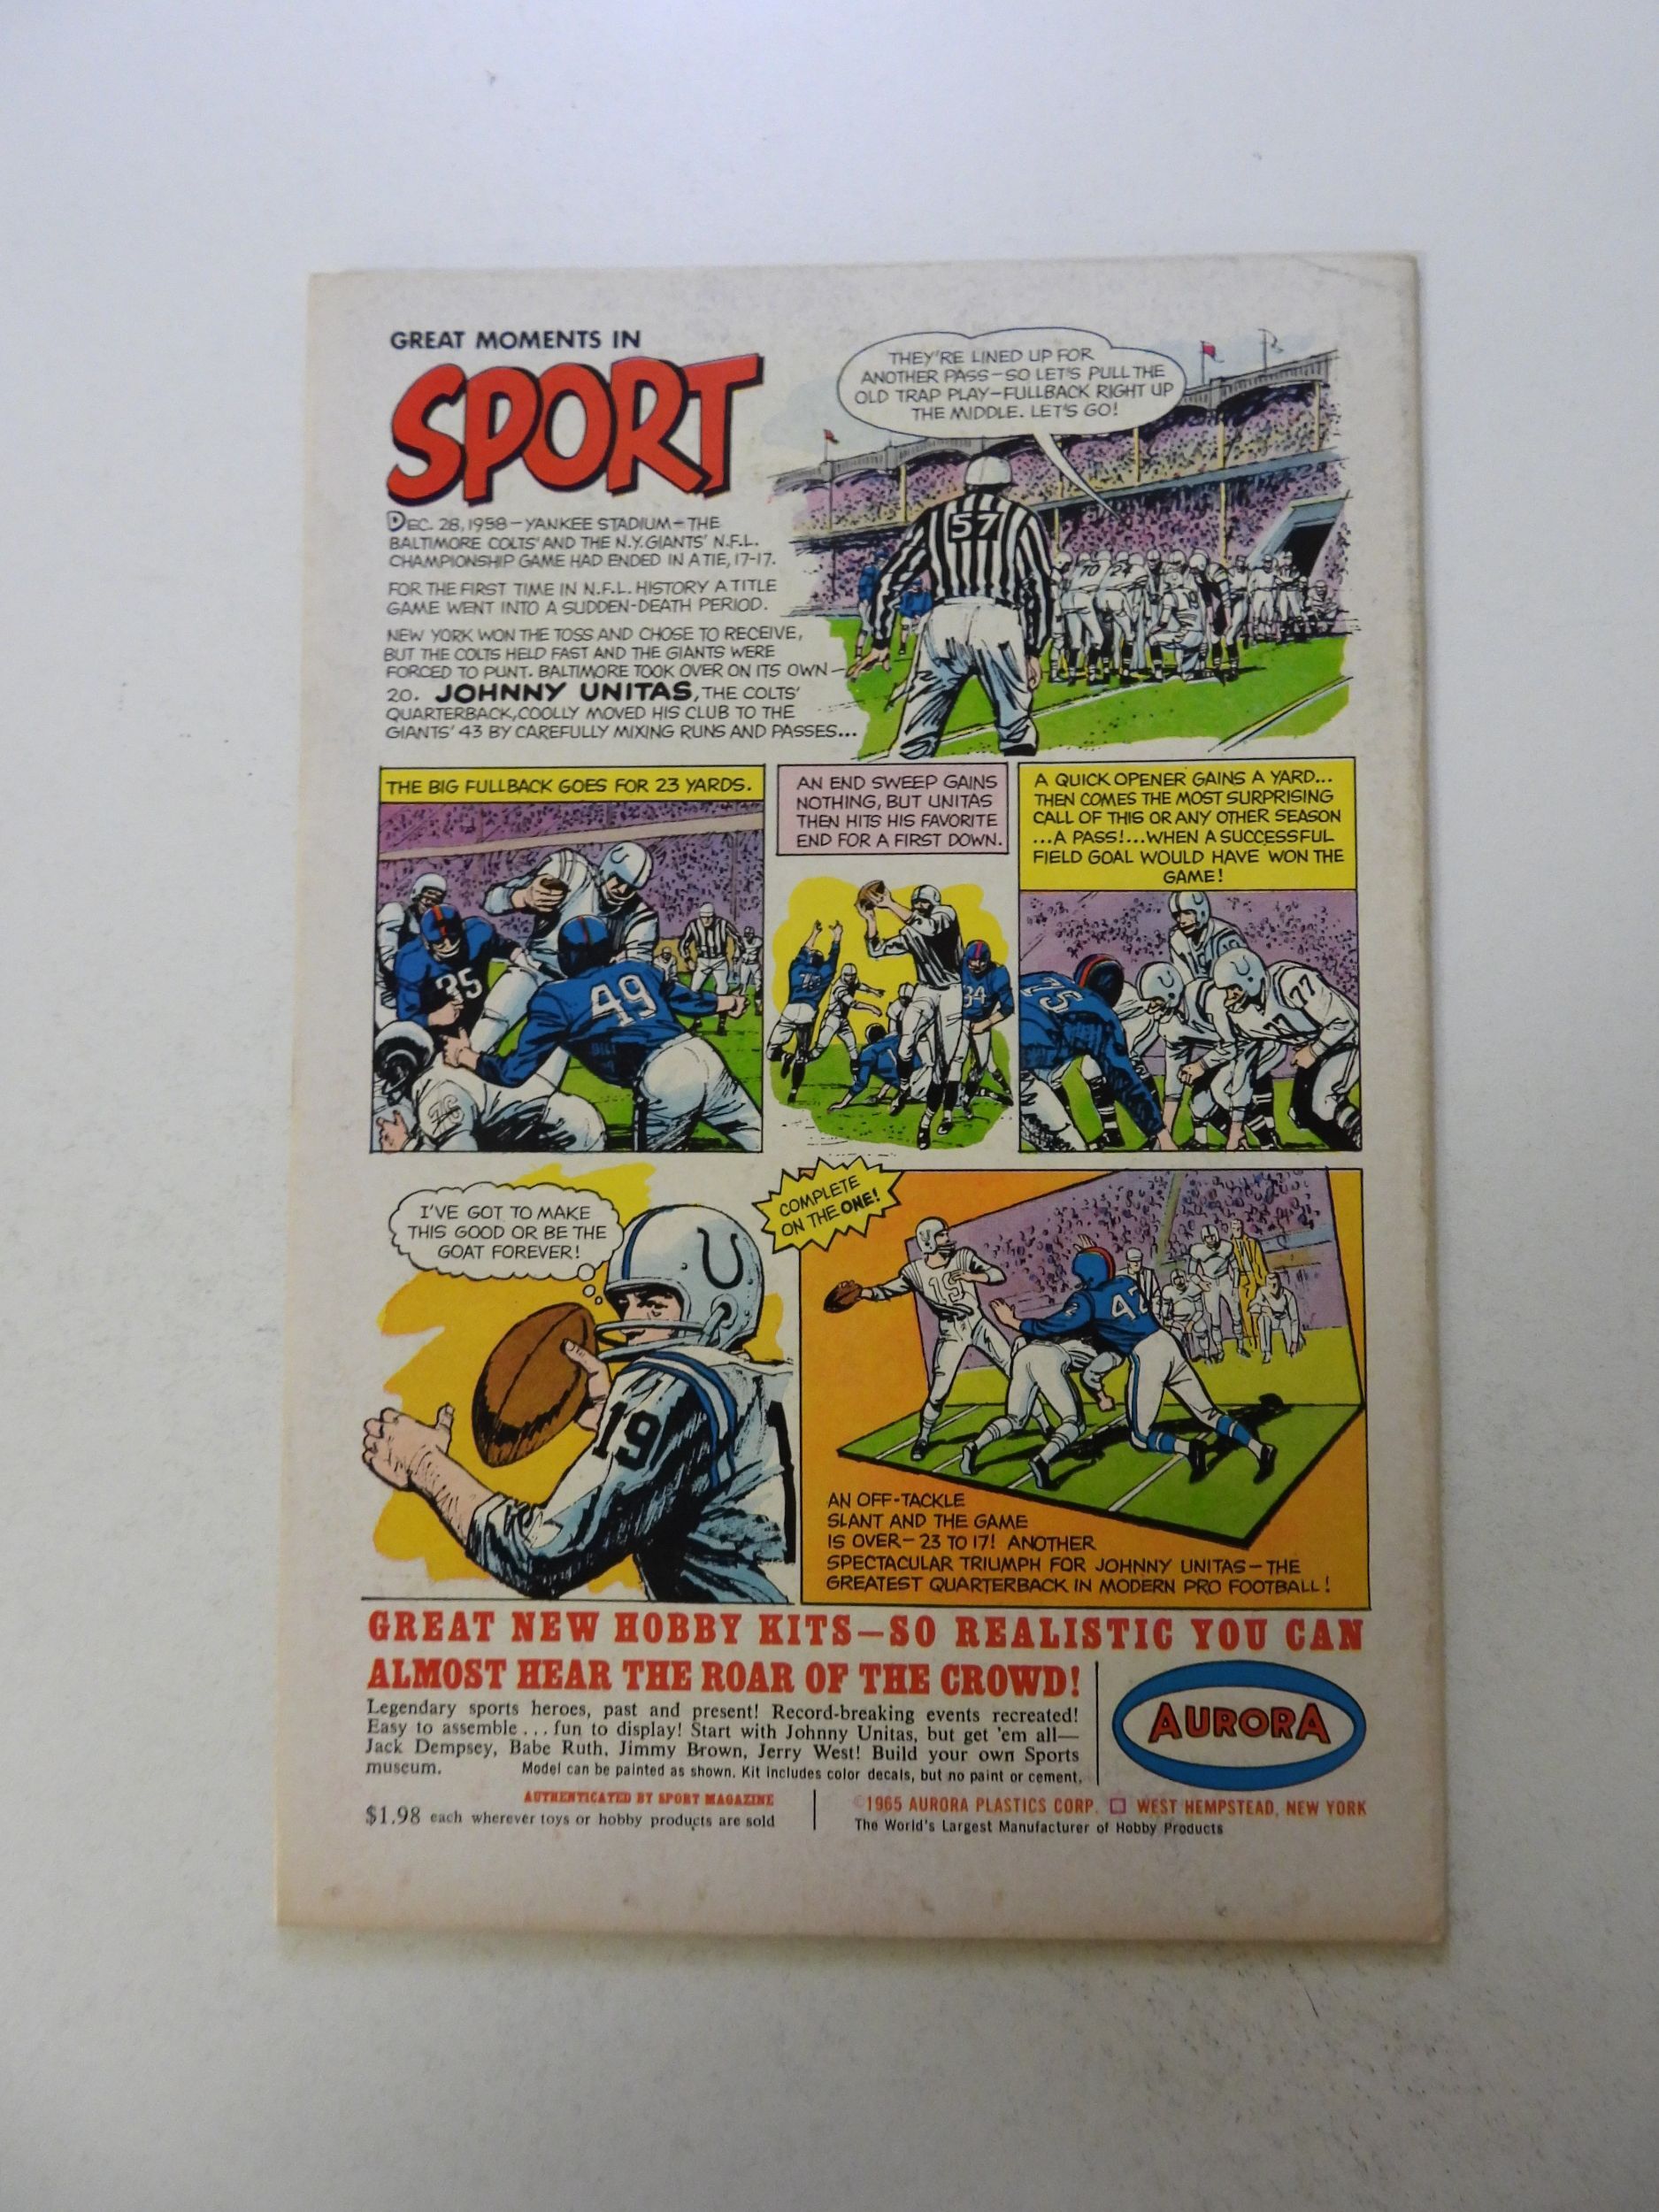 GREAT MOMENTS IN
SPORT
DEC. 28, 1958—YANKEE STADIUM—THE
BALTIMORE COLTS' AND THE N.Y. GIANTS' N.F.L.
CHAMPIONSHIP GAME HAD ENDED IN A TIE, 17-17.
FOR THE FIRST TIME IN N.F.L. HISTORY A TITLE
GAME WENT INTO A SUDDEN-DEATH PERIOD.
NEW YORK WON THE TOSS AND CHOSE TO RECEIVE,
BUT THE COLTS HELD FAST AND THE GIANTS WERE
FORCED TO PUNT. BALTIMORE TOOK OVER ON ITS OWN—
20. JOHNNY UNITAS, THE COLTS'
QUARTERBACK, COOLLY MOVED HIS CLUB TO THE
GIANTS' 43 BY CAREFULLY MIXING RUNS AND PASSES...
THEY'RE LINED UP FOR
ANOTHER PASS—SO LET'S PULL THE
OLD TRAP PLAY—FULLBACK RIGHT UP
THE MIDDLE. LET'S GO!
57
70 24
THE BIG FULLBACK GOES FOR 23 YARDS.
35
49
76
AN END SWEEP GAINS
NOTHING, BUT UNITAS
THEN HITS HIS FAVORITE
END FOR A FIRST DOWN.
84
A QUICK OPENER GAINS A YARD...
THEN COMES THE MOST SURPRISING
CALL OF THIS OR ANY OTHER SEASON
...A PASS!...WHEN A SUCCESSFUL
FIELD GOAL WOULD HAVE WON THE
GAME!
75
77
77
I'VE GOT TO MAKE
THIS GOOD OR BE THE
GOAT FOREVER!
19
COMPLETE
ON THE ONE!
19
42
AN OFF-TACKLE
SLANT AND THE GAME
IS OVER—23 TO 17! ANOTHER
SPECTACULAR TRIUMPH FOR JOHNNY UNITAS—THE
GREATEST QUARTERBACK IN MODERN PRO FOOTBALL!
GREAT NEW HOBBY KITS—SO REALISTIC YOU CAN
ALMOST HEAR THE ROAR OF THE CROWD!
Legendary sports heroes, past and present! Record-breaking events recreated!
Easy to assemble...fun to display! Start with Johnny Unitas, but get 'em all—
Jack Dempsey, Babe Ruth, Jimmy Brown, Jerry West! Build your own Sports
museum. Model can be painted as shown. Kit includes color decals, but no paint or cement.
AURORA
AUTHENTICATED BY SPORT MAGAZINE
$1.98 each wherever toys or hobby products are sold
©1965 AURORA PLASTICS CORP. □ WEST HEMPSTEAD, NEW YORK
The World's Largest Manufacturer of Hobby Products